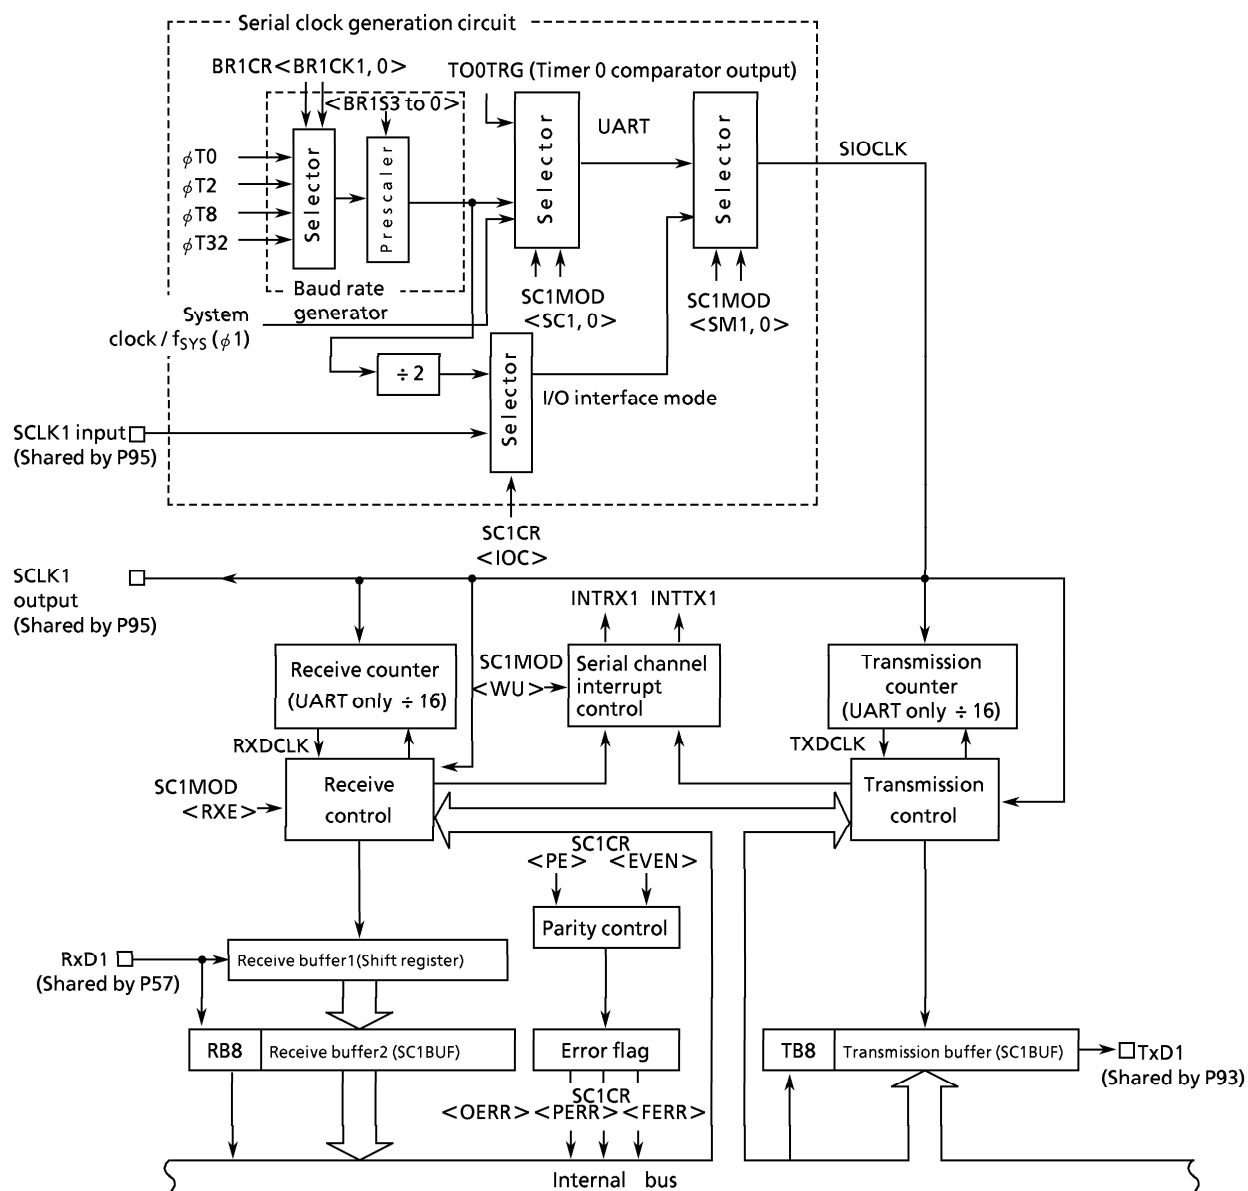 Serial clock generation circuit
BR1CR<BR1CK1, 0>
TO0TRG (Timer 0 comparator output)
<BR1S3 to 0>
UART
SIOCLK
φT0
φT2
φT8
φT32
Selector
Prescaler
Selector
Selector
Baud rate
generator
SC1MOD
<SC1, 0>
SC1MOD
<SM1, 0>
System
clock / fSYS (φ1)
÷2
Selector
I/O interface mode
SCLK1 input
(Shared by P95)
SC1CR
<IOC>
SCLK1
output
(Shared by P95)
INTRX1 INTTX1
Receive counter
(UART only ÷ 16)
SC1MOD
<WU>
Serial channel
interrupt
control
Transmission
counter
(UART only ÷ 16)
RXDCLK
TXDCLK
SC1MOD
<RXE>
Receive
control
Transmission
control
SC1CR
<PE> <EVEN>
Parity control
RxD1
(Shared by P57)
Receive buffer1(Shift register)
RB8
Receive buffer2 (SC1BUF)
Error flag
TB8
Transmission buffer (SC1BUF)
TxD1
(Shared by P93)
SC1CR
<OERR> <PERR> <FERR>
Internal bus